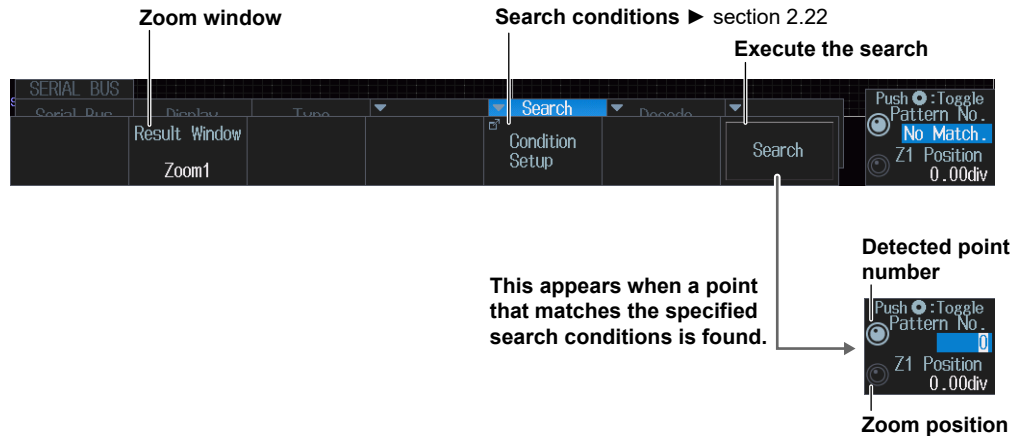 Zoom window
Search conditions ► section 2.22
Execute the search
SERIAL BUS
Serial Bus Display Type Search Decode
Result Window
Zoom1
Condition
Setup
Search
Push :Toggle
Pattern No.
No Match.
Z1 Position
0.00div
Detected point
number
This appears when a point
that matches the specified
search conditions is found.
Push :Toggle
Pattern No.
0
Z1 Position
0.00div
Zoom position